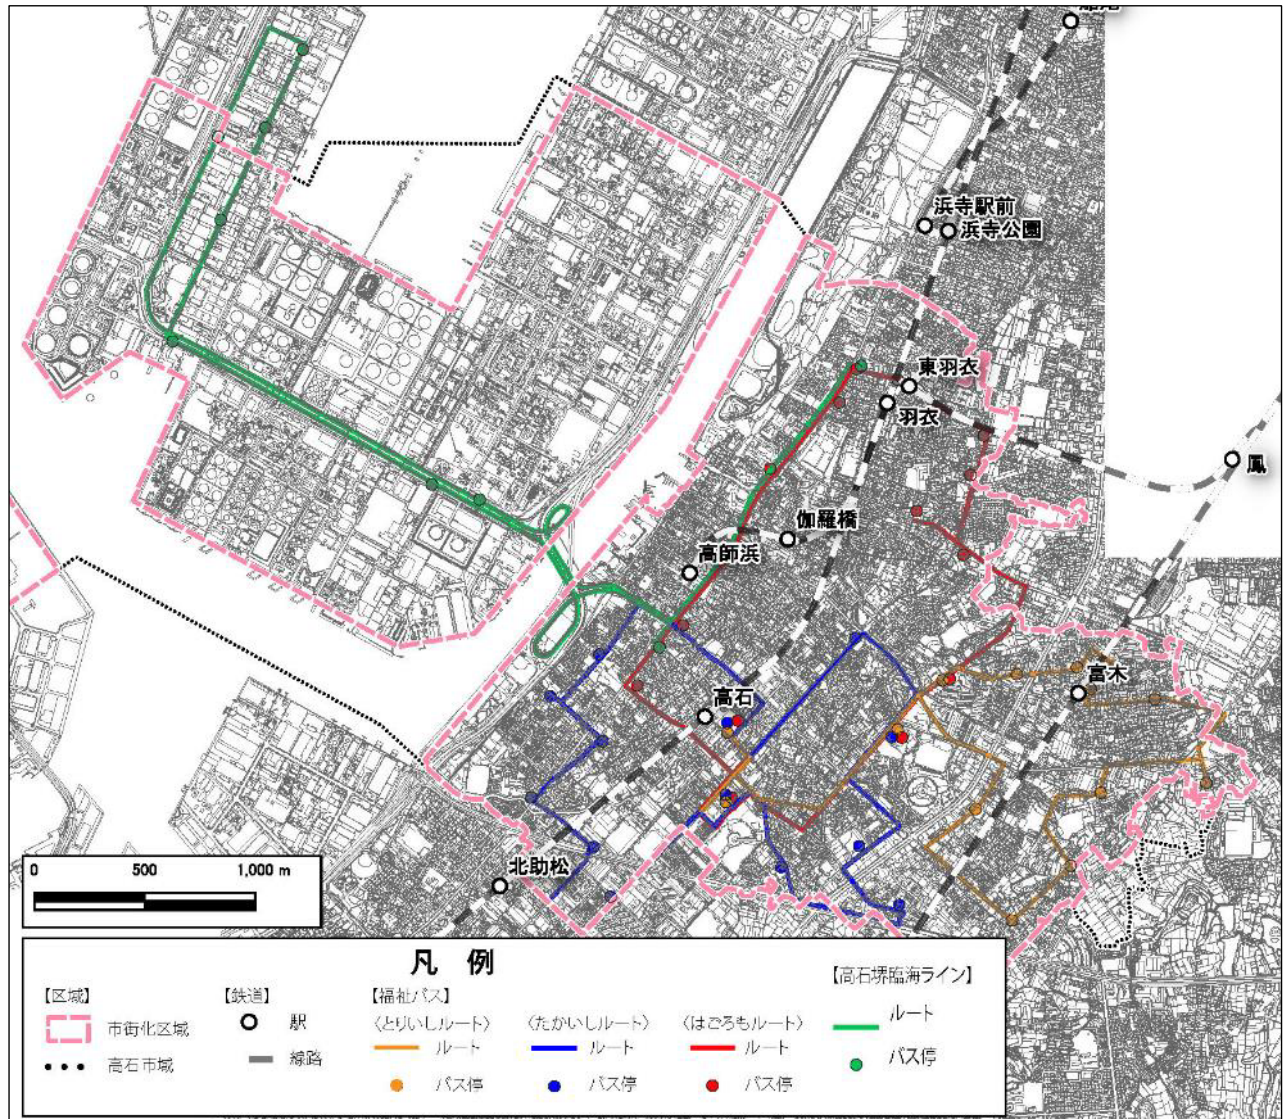 浜寺駅前
浜寺公園
東羽衣
羽衣
鳳
伽羅橋
高師浜
富木
高石
北助松
0 500 1,000 m
凡 例
【区域】
市街化区域
高石市域
【鉄道】
駅
線路
【福祉バス】
〈とりいしルート〉 〈たかいしルート〉 〈はごろもルート〉
ルート ルート ルート
バス停 バス停 バス停
【高石堺臨海ライン】
ルート
バス停